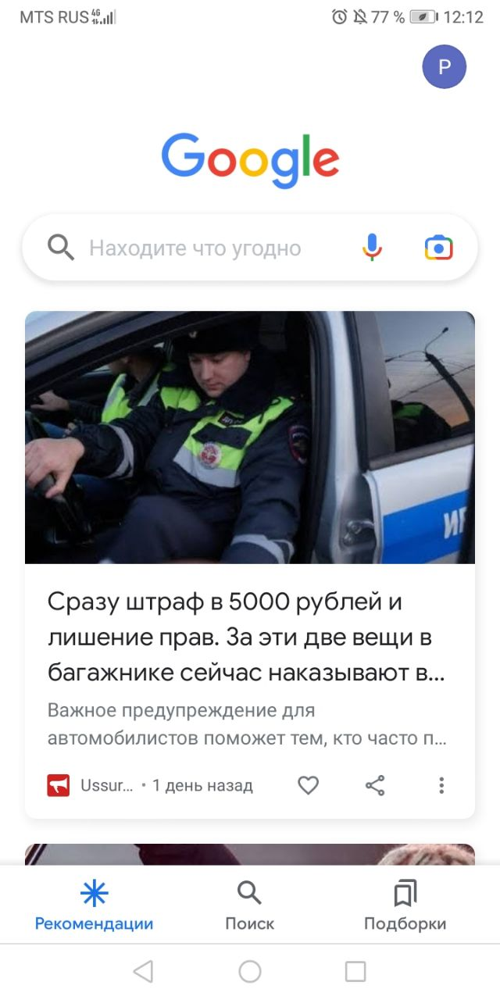 MTS RUS 4G 77 % 12:12
P
Google
Находите что угодно
Сразу штраф в 5000 рублей и
лишение прав. За эти две вещи в
багажнике сейчас наказывают в...
Важное предупреждение для
автомобилистов поможет тем, кто часто п...
Ussur... • 1 день назад
Рекомендации Поиск Подборки